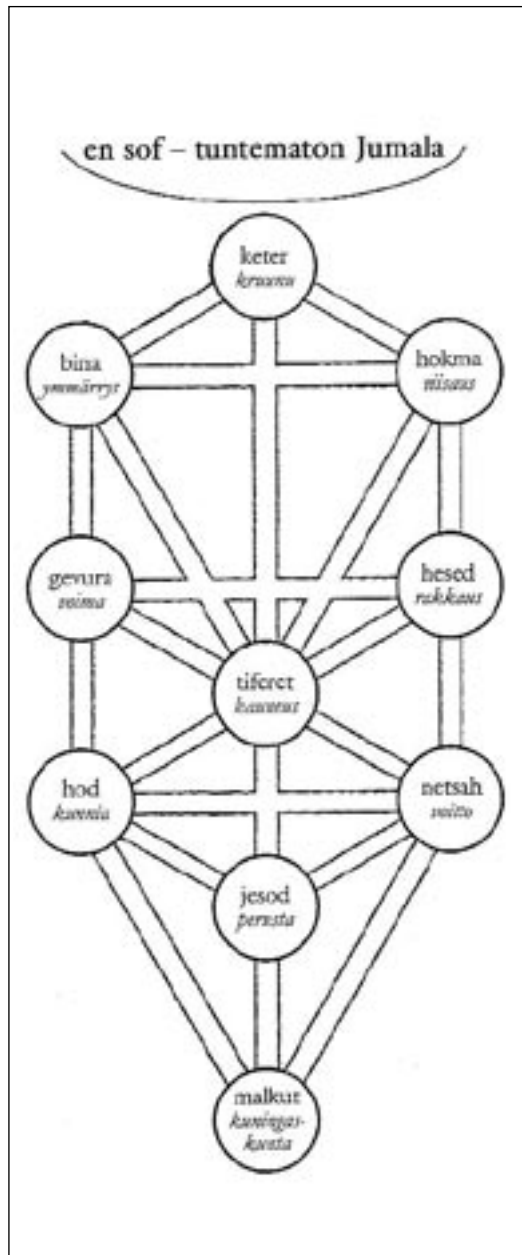 en sof – tuntematon Jumala
keter
kruunu
bina
ymmärrys
hokma
viisaus
gevura
voima
hesed
rakkaus
tiferet
kauneus
hod
kunnia
netsah
voitto
jesod
perusta
malkut
kuningas-
kunta